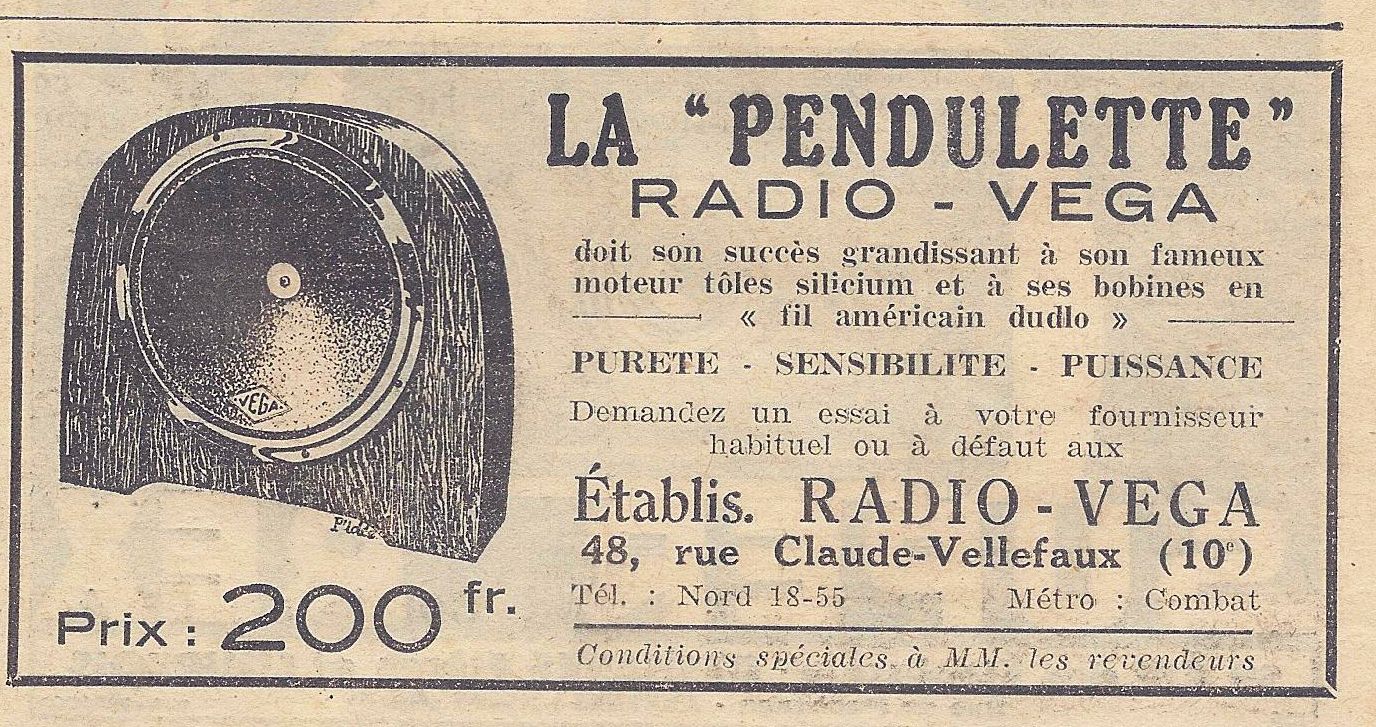 LA "PENDULETTE"
RADIO - VEGA
doit son succès grandissant à son fameux
moteur tôles silicium et à ses bobines en
« fil américain dudlo »
PURETE - SENSIBILITE - PUISSANCE
Demandez un essai à votre fournisseur
habituel ou à défaut aux
Établis. RADIO - VEGA
48, rue Claude-Vellefaux (10e)
Tél. : Nord 18-55 Métro : Combat
Conditions spéciales à MM. les revendeurs
VEGA
Prix : 200 fr.